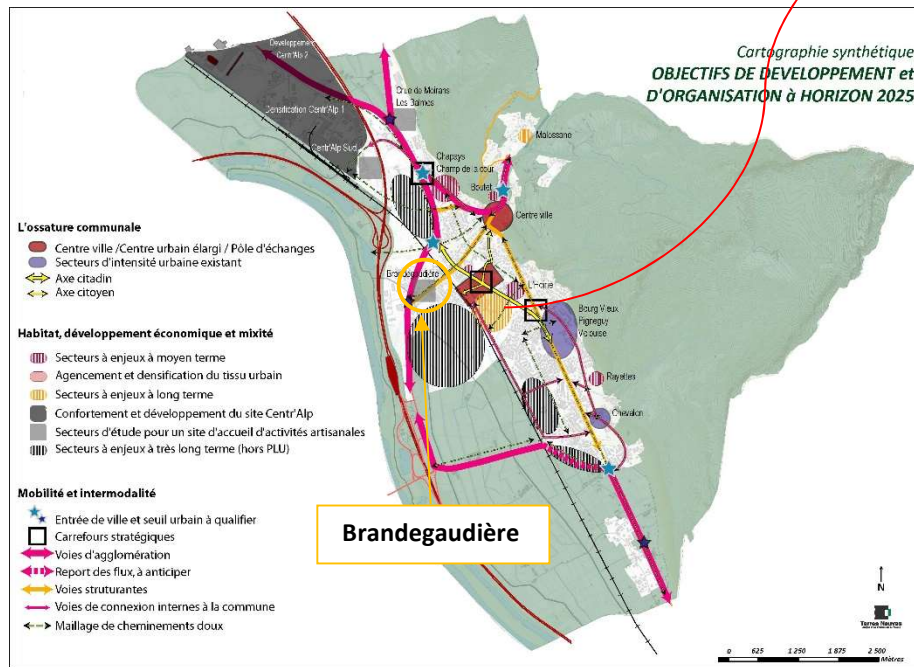 Cartographie synthétique
OBJECTIFS DE DEVELOPPEMENT et
D'ORGANISATION à HORIZON 2025
Développement
Centr'Alp 2
Densification Centr'Alp 1
Centr'Alp Sud
Crue de Moirans
Les Balmes
Chapays
Champ de la cour
Malossane
Boutet
Centre ville
Brandegaudière
L'Horie
Bourg Vieux
Pigneguy
Volouise
Rayettes
Chevalon
L'ossature communale
Centre ville /Centre urbain élargi / Pôle d'échanges
Secteurs d'intensité urbaine existant
Axe citadin
Axe citoyen
Habitat, développement économique et mixité
Secteurs à enjeux à moyen terme
Agencement et densification du tissu urbain
Secteurs à enjeux à long terme
Confortement et développement du site Centr'Alp
Secteurs d'étude pour un site d'accueil d'activités artisanales
Secteurs à enjeux à très long terme (hors PLU)
Mobilité et intermodalité
Entrée de ville et seuil urbain à qualifier
Carrefours stratégiques
Voies d'agglomération
Report des flux, à anticiper
Voies struturantes
Voies de connexion internes à la commune
Maillage de cheminements doux
Brandegaudière
N
Terres Neuves
0 625 1 250 1 875 2 500
Mètres